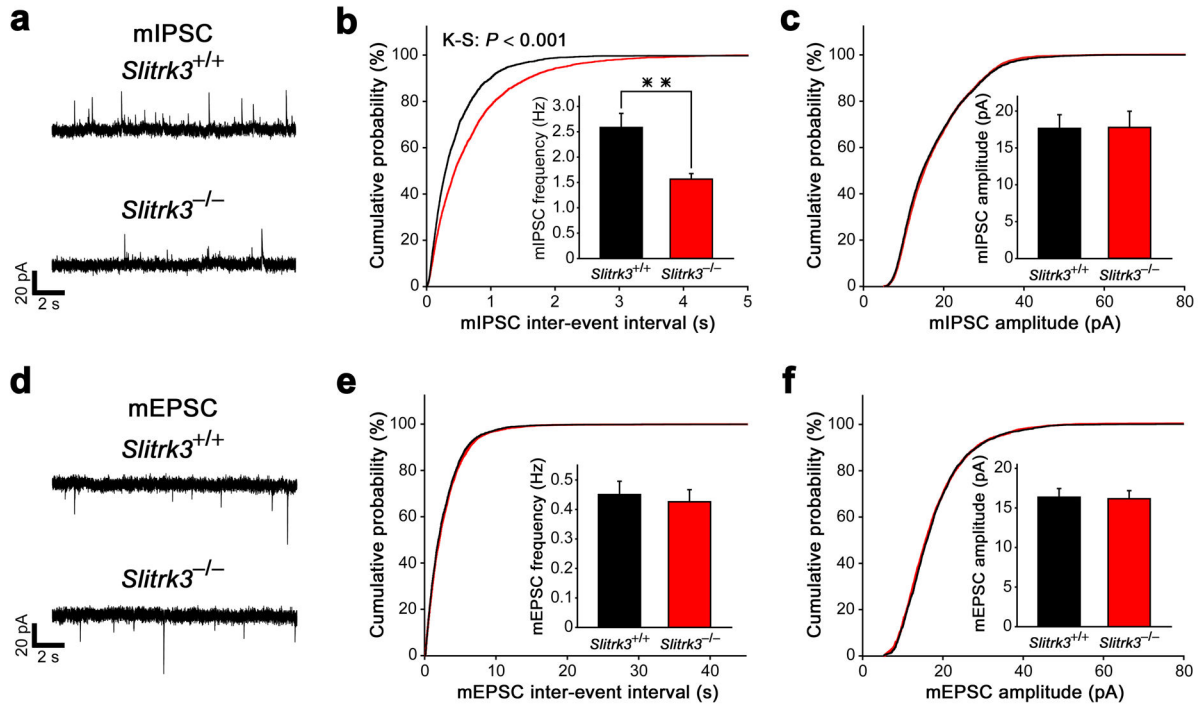 a
mIPSC
Slitrk3+/+
Slitrk3−/−
20 pA
2 s
b
K-S: P < 0.001
Cumulative probability (%)
100
80
60
40
20
0
0 1 2 3 4 5
mIPSC inter-event interval (s)
mIPSC frequency (Hz)
3.0
2.5
2.0
1.5
1.0
0.5
0
**
Slitrk3+/+ Slitrk3−/−
c
Cumulative probability (%)
100
80
60
40
20
0
0 20 40 60 80
mIPSC amplitude (pA)
mIPSC amplitude (pA)
20
15
10
5
0
Slitrk3+/+ Slitrk3−/−
d
mEPSC
Slitrk3+/+
Slitrk3−/−
20 pA
2 s
e
Cumulative probability (%)
100
80
60
40
20
0
0 10 20 30 40
mEPSC inter-event interval (s)
mEPSC frequency (Hz)
0.5
0.4
0.3
0.2
0.1
0
Slitrk3+/+ Slitrk3−/−
f
Cumulative probability (%)
100
80
60
40
20
0
0 20 40 60 80
mEPSC amplitude (pA)
mEPSC amplitude (pA)
20
15
10
5
0
Slitrk3+/+ Slitrk3−/−